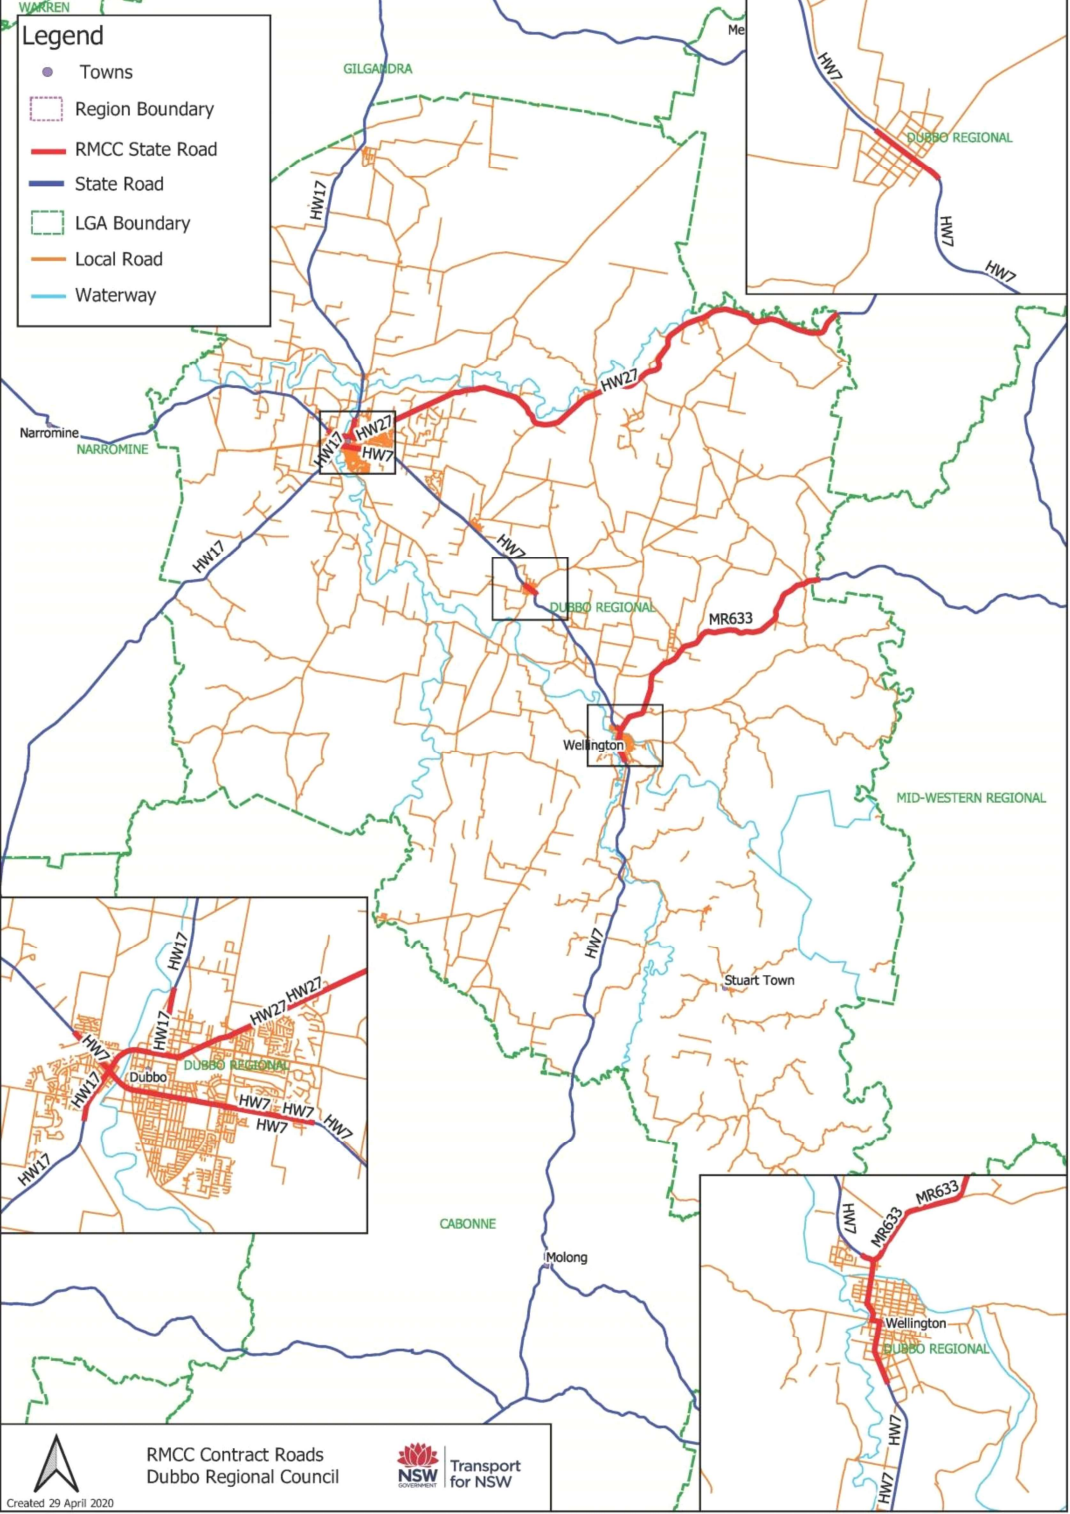 WARREN
Legend
Towns
Region Boundary
RMCC State Road
State Road
LGA Boundary
Local Road
Waterway
GILGANDRA
Me
HW7
DUBBO REGIONAL
HW7
HW7
HW17
HW27
Narromine
NARROMINE
HW27
HW17
HW7
HW17
HW7
DUBBO REGIONAL
MR633
Wellington
MID-WESTERN REGIONAL
HW7
Stuart Town
HW17
HW27
HW27
HW17
HW7
DUBBO REGIONAL
Dubbo
HW17
HW7
HW7
HW7
HW7
HW17
CABONNE
Molong
MR633
HW7
MR633
Wellington
DUBBO REGIONAL
HW7
HW7
RMCC Contract Roads
Dubbo Regional Council
NSW
GOVERNMENT
Transport
for NSW
Created 29 April 2020